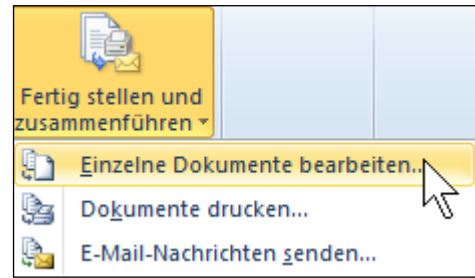 Fertig stellen und
zusammenführen
Einzelne Dokumente bearbeiten...
Dokumente drucken...
E-Mail-Nachrichten senden...